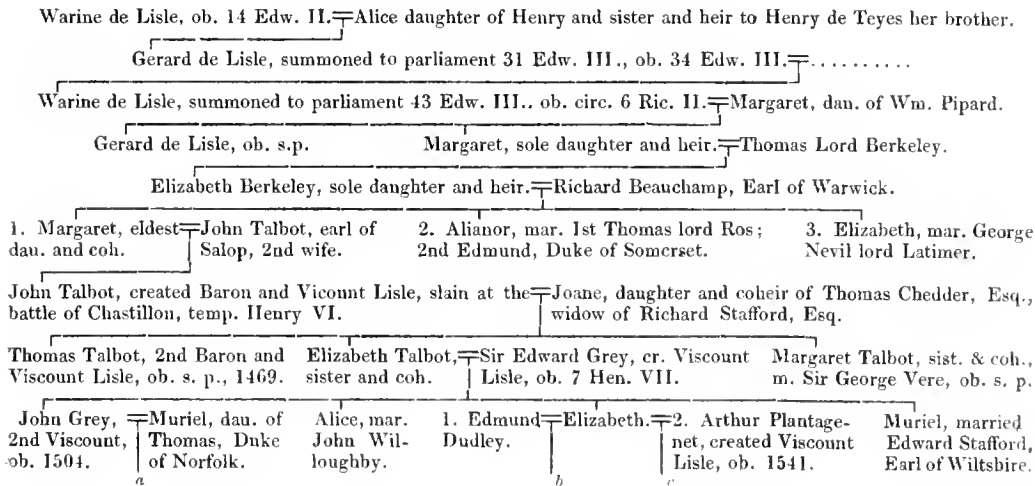 Warine de Lisle, ob. 14 Edw. II.=Alice daughter of Henry and sister and heir to Henry de Teyes her brother.
Gerard de Lisle, summoned to parliament 31 Edw. III., ob. 34 Edw. III.=..........
Warine de Lisle, summoned to parliament 43 Edw. III.. ob. circ. 6 Ric. II.=Margaret, dan. of Wm. Pipard.
Gerard de Lisle, ob. s.p. Margaret, sole daughter and heir.=Thomas Lord Berkeley.
Elizabeth Berkeley, sole daughter and heir.=Richard Beauchamp, Earl of Warwick.
1. Margaret, eldest=John Talbot, earl of 2. Alianor, mar. 1st Thomas lord Ros; 3. Elizabeth, mar. George
dau. and coh. Salop, 2nd wife. 2nd Edmund, Duke of Somerset. Nevil lord Latimer.
John Talbot, created Baron and Vicount Lisle, slain at the=Joane, daughter and coheir of Thomas Chedder, Esq.,
battle of Chastillon, temp. Henry VI. widow of Richard Stafford, Esq.
Thomas Talbot, 2nd Baron and Elizabeth Talbot,=Sir Edward Grey, cr. Viscount Margaret Talbot, sist. & coh.,
Viscount Lisle, ob. s. p., 1469. sister and coh. Lisle, ob. 7 Hen. VII. m. Sir George Vere, ob. s. p.
John Grey,=Muriel, dau. of Alice, mar. 1. Edmund=Elizabeth.=2. Arthur Plantage- Muriel, married
2nd Viscount, Thomas, Duke John Wil- Dudley. net, created Viscount Edward Stafford,
ob. 1504. of Norfolk. loughby. Lisle, ob. 1541. Earl of Wiltshire.
a b c